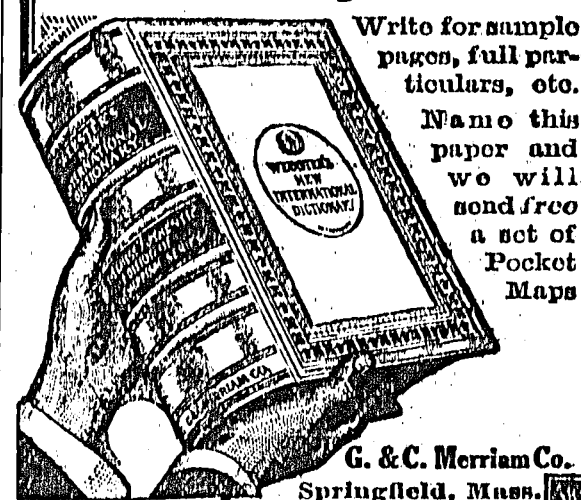 Write for sample
pages, full par-
ticulars, etc.
Name this
paper and
we will
send free
a set of
Pocket
Maps
WEBSTER'S
NEW
INTERNATIONAL
DICTIONARY
G. & C. Merriam Co.
Springfield, Mass.